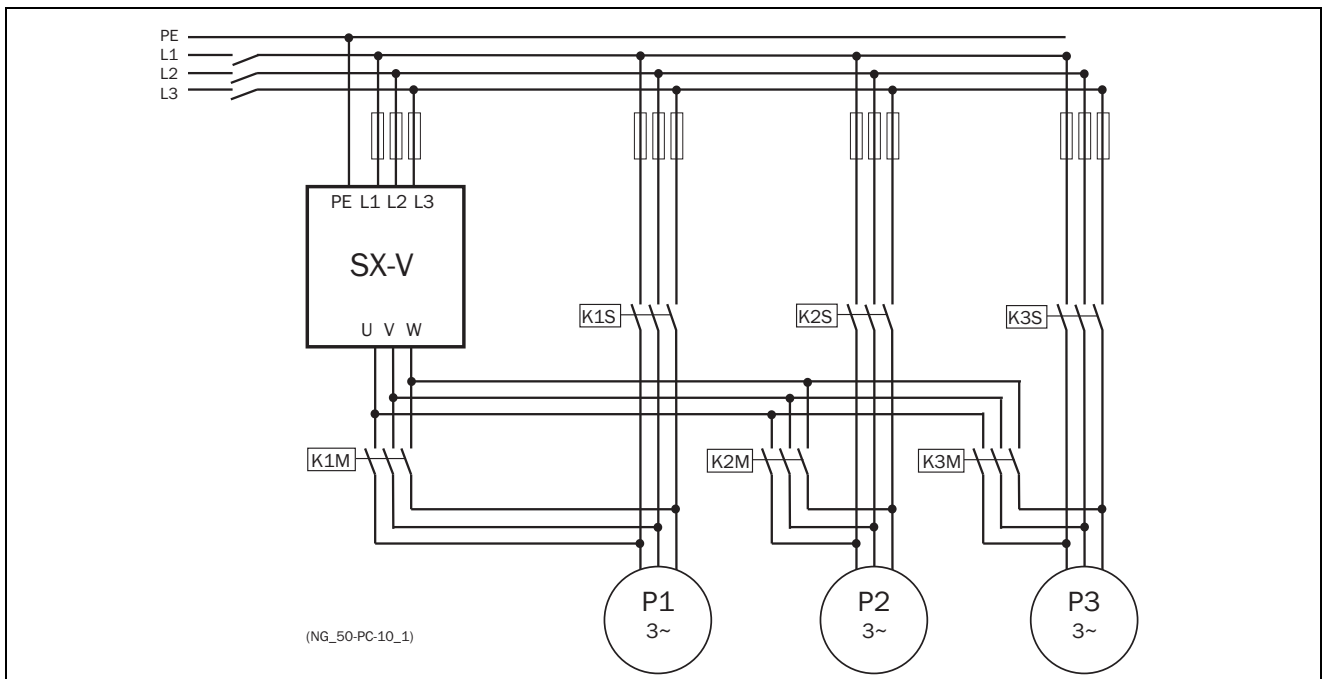 PE
L1
L2
L3
PE L1 L2 L3
SX-V
U V W
K1S
K2S
K3S
K1M
K2M
K3M
P1
3~
P2
3~
P3
3~
(NG_50-PC-10_1)